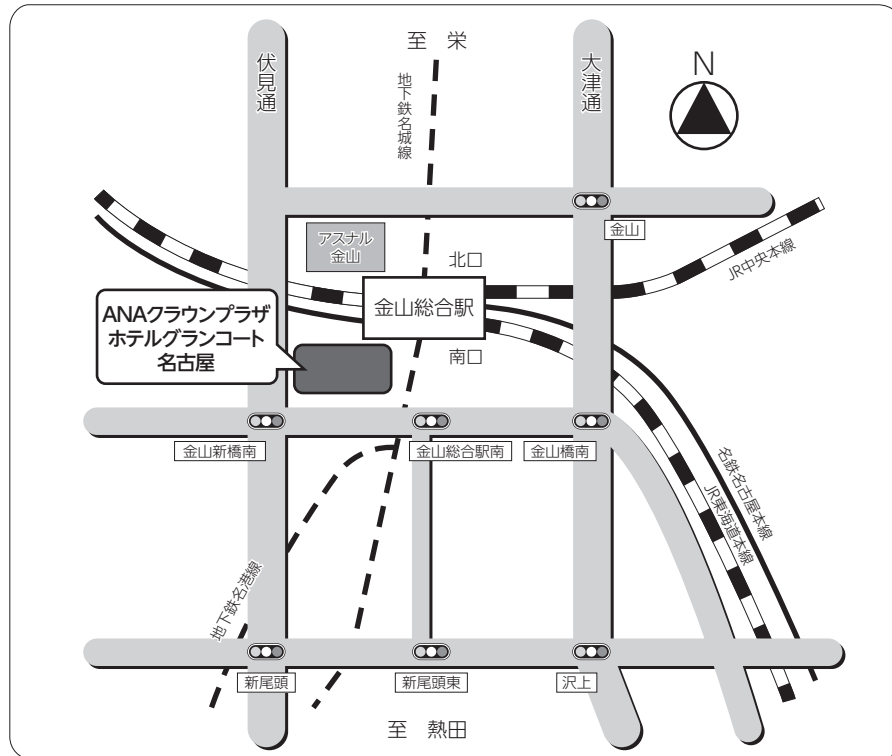 至 栄
伏見通
地下鉄名城線
大津通
N
金山
アスナル
金山
北口
JR中央本線
金山総合駅
ANAクラウンプラザ
ホテルグランコート
名古屋
南口
金山新橋南
金山総合駅南
金山橋南
名鉄名古屋本線
JR東海道本線
地下鉄名港線
新尾頭
新尾頭東
沢上
至 熱田